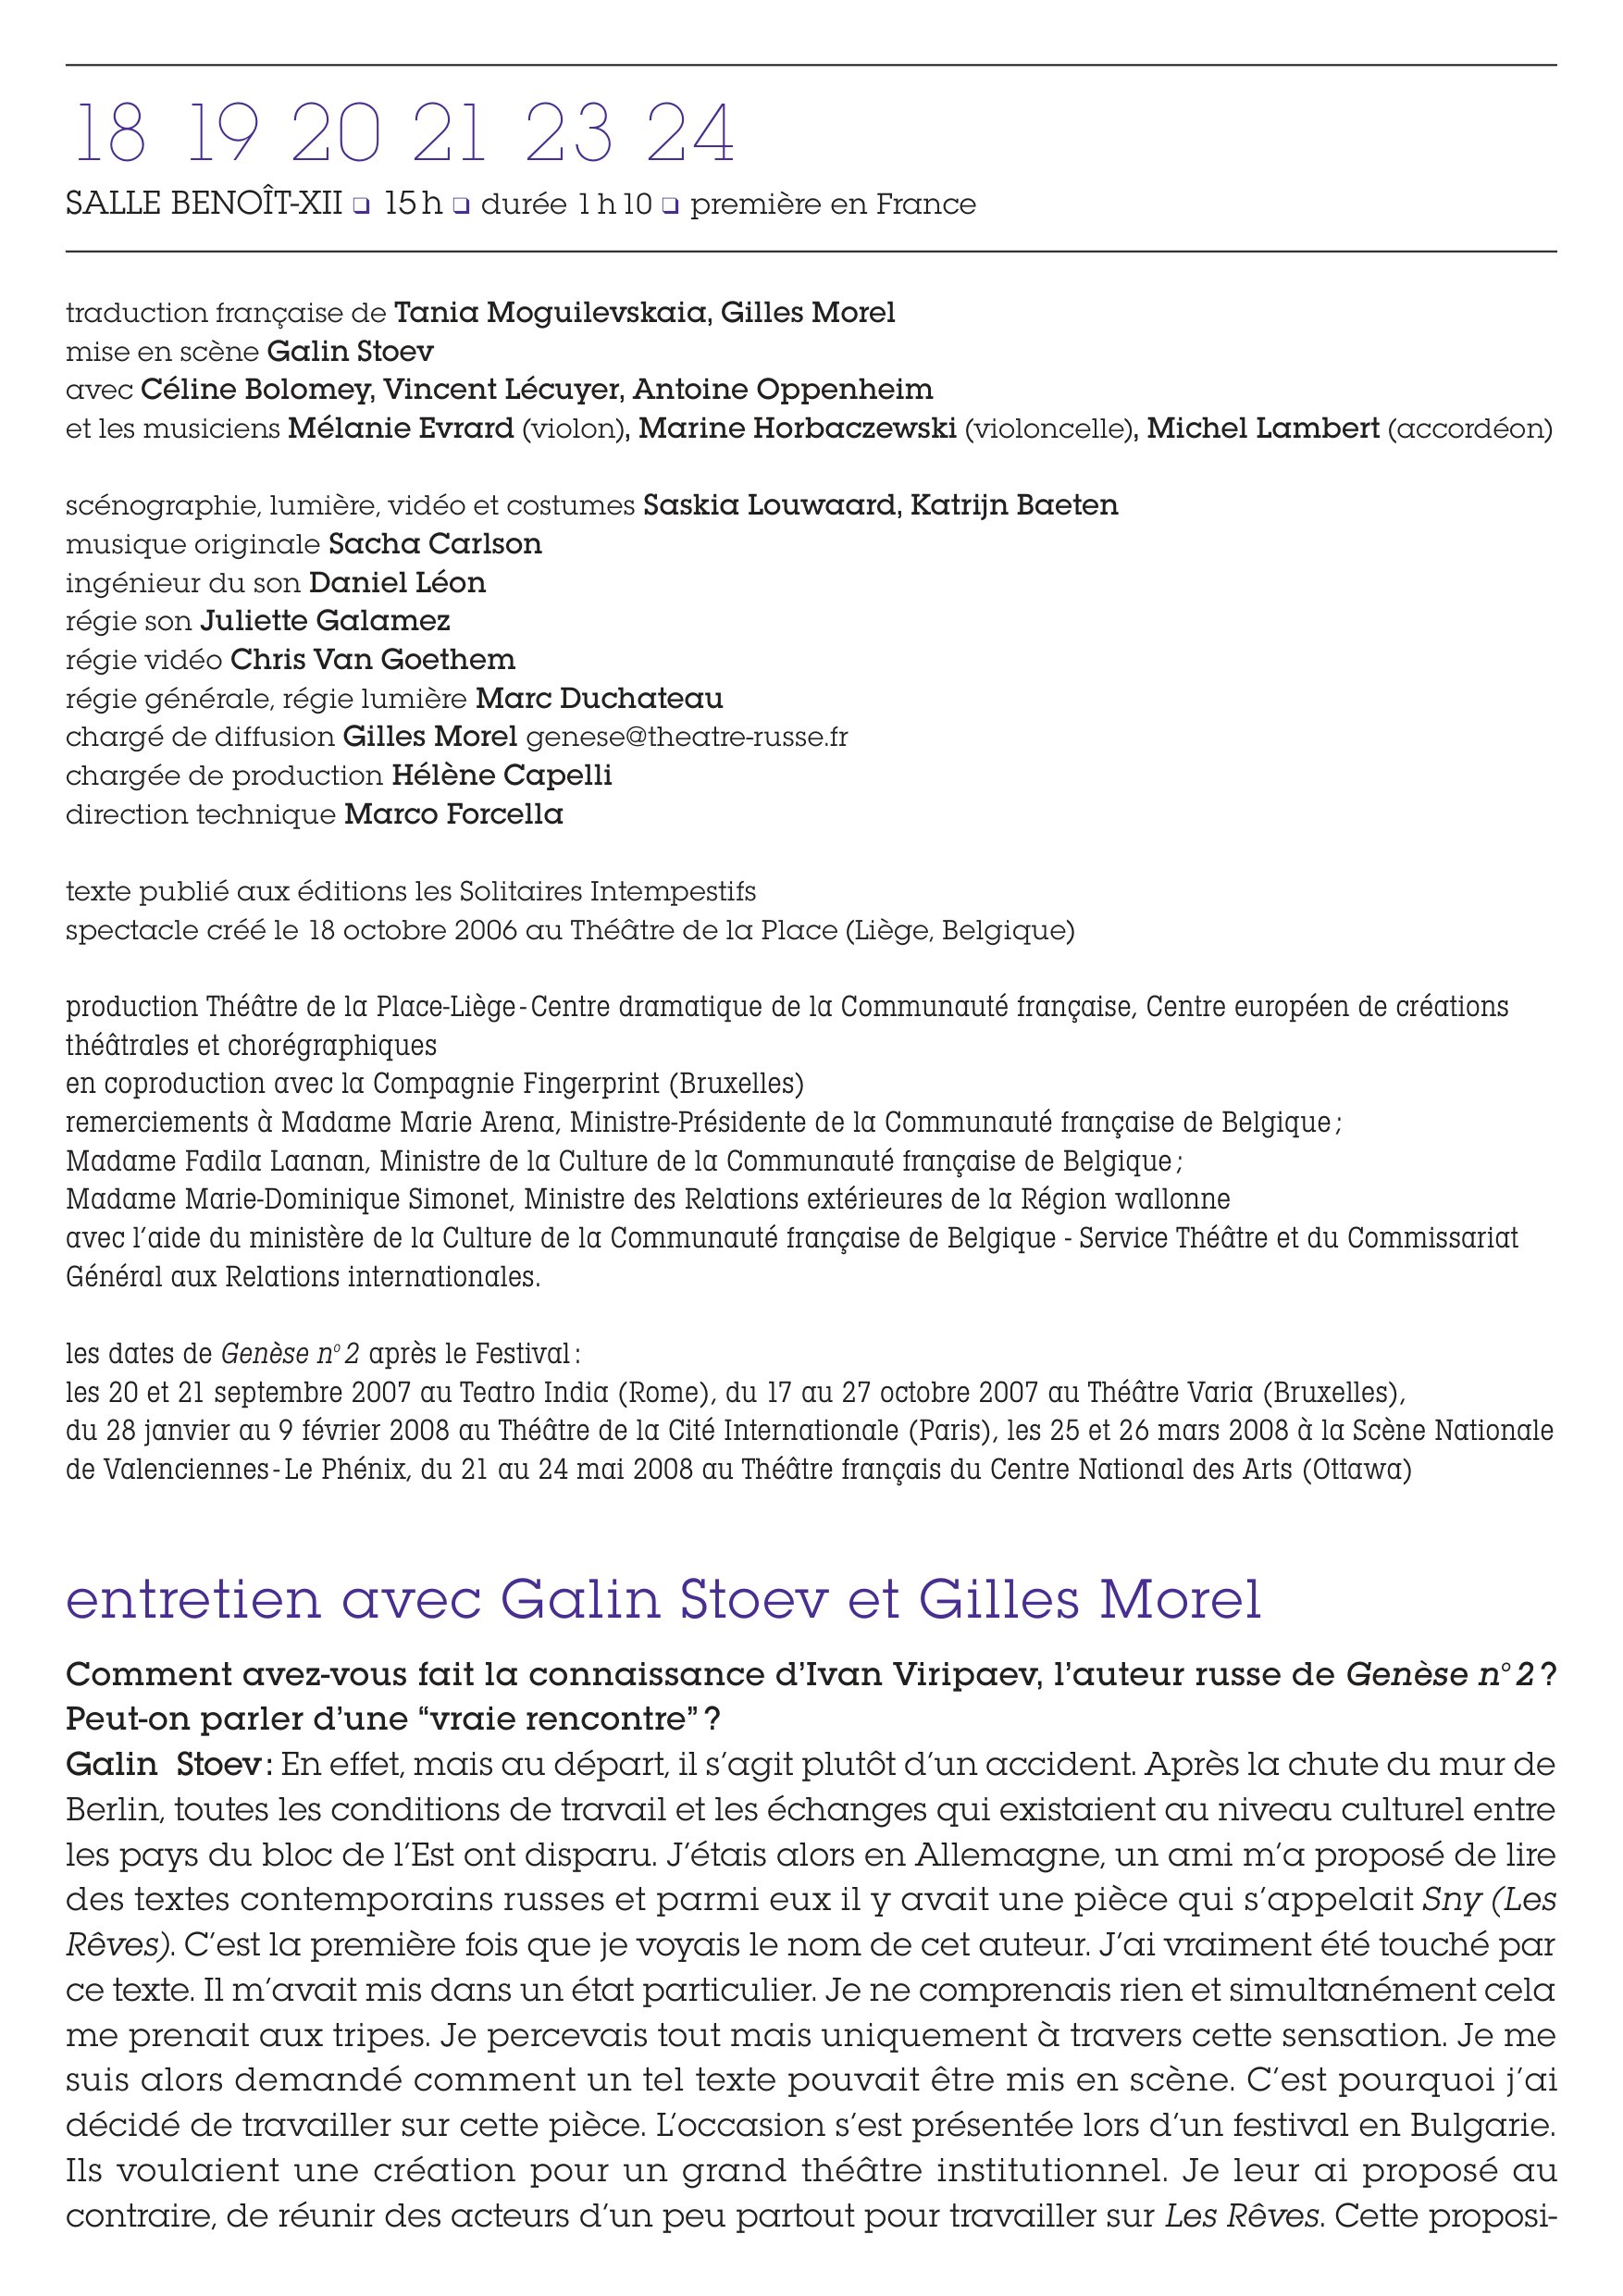 18 19 20 21 23 24
SALLE BENOÎT-XII ❑ 15 h ❑ durée 1 h 10 ❑ première en France
traduction française de Tania Moguilevskaia, Gilles Morel
mise en scène Galin Stoev
avec Céline Bolomey, Vincent Lécuyer, Antoine Oppenheim
et les musiciens Mélanie Evrard (violon), Marine Horbaczewski (violoncelle), Michel Lambert (accordéon)
scénographie, lumière, vidéo et costumes Saskia Louwaard, Katrijn Baeten
musique originale Sacha Carlson
ingénieur du son Daniel Léon
régie son Juliette Galamez
régie vidéo Chris Van Goethem
régie générale, régie lumière Marc Duchateau
chargé de diffusion Gilles Morel genese@theatre-russe.fr
chargée de production Hélène Capelli
direction technique Marco Forcella
texte publié aux éditions les Solitaires Intempestifs
spectacle créé le 18 octobre 2006 au Théâtre de la Place (Liège, Belgique)
production Théâtre de la Place-Liège - Centre dramatique de la Communauté française, Centre européen de créations
théâtrales et chorégraphiques
en coproduction avec la Compagnie Fingerprint (Bruxelles)
remerciements à Madame Marie Arena, Ministre-Présidente de la Communauté française de Belgique ;
Madame Fadila Laanan, Ministre de la Culture de la Communauté française de Belgique ;
Madame Marie-Dominique Simonet, Ministre des Relations extérieures de la Région wallonne
avec l'aide du ministère de la Culture de la Communauté française de Belgique - Service Théâtre et du Commissariat
Général aux Relations internationales.
les dates de Genèse n° 2 après le Festival :
les 20 et 21 septembre 2007 au Teatro India (Rome), du 17 au 27 octobre 2007 au Théâtre Varia (Bruxelles),
du 28 janvier au 9 février 2008 au Théâtre de la Cité Internationale (Paris), les 25 et 26 mars 2008 à la Scène Nationale
de Valenciennes - Le Phénix, du 21 au 24 mai 2008 au Théâtre français du Centre National des Arts (Ottawa)
entretien avec Galin Stoev et Gilles Morel
Comment avez-vous fait la connaissance d'Ivan Viripaev, l'auteur russe de Genèse n° 2 ?
Peut-on parler d'une “vraie rencontre” ?
Galin Stoev : En effet, mais au départ, il s'agit plutôt d'un accident. Après la chute du mur de
Berlin, toutes les conditions de travail et les échanges qui existaient au niveau culturel entre
les pays du bloc de l'Est ont disparu. J'étais alors en Allemagne, un ami m'a proposé de lire
des textes contemporains russes et parmi eux il y avait une pièce qui s'appelait Sny (Les
Rêves). C'est la première fois que je voyais le nom de cet auteur. J'ai vraiment été touché par
ce texte. Il m'avait mis dans un état particulier. Je ne comprenais rien et simultanément cela
me prenait aux tripes. Je percevais tout mais uniquement à travers cette sensation. Je me
suis alors demandé comment un tel texte pouvait être mis en scène. C'est pourquoi j'ai
décidé de travailler sur cette pièce. L'occasion s'est présentée lors d'un festival en Bulgarie.
Ils voulaient une création pour un grand théâtre institutionnel. Je leur ai proposé au
contraire, de réunir des acteurs d'un peu partout pour travailler sur Les Rêves. Cette proposi-